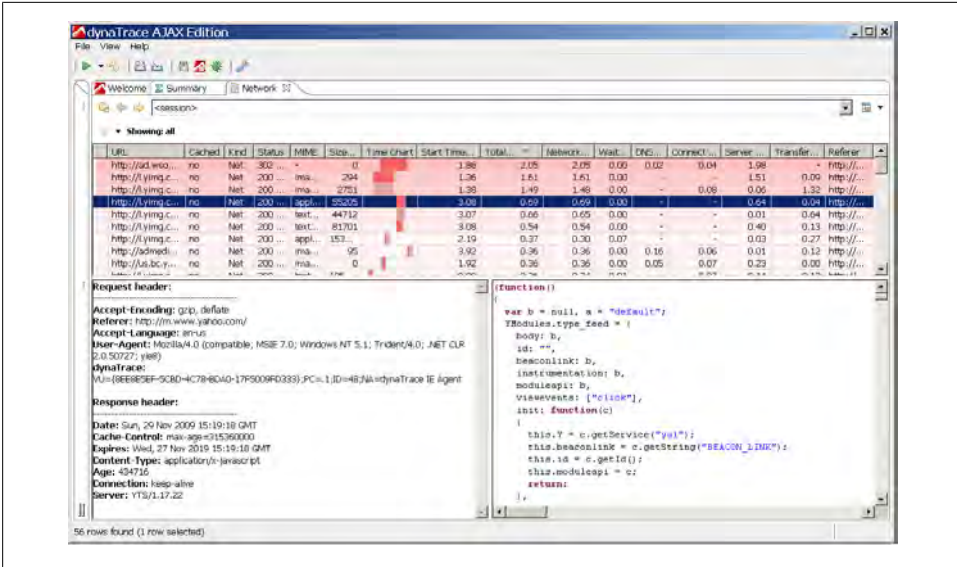 dynaTrace AJAX Edition
File View Help
Welcome Summary Network
<session>
Showing: all
URL Cached Kind Status MIME Size... Time Chart Start Time... Total... Network... Wait... DNS... Connect ... Server ... Transfer... Referer
http://ad.wso... no Net 302 ... - 0 1.86 2.05 2.05 0.00 0.02 0.04 1.98 - http://...
http://l.yimg.c... no Net 200 ... ima... 294 1.36 1.61 1.61 0.00 - - 1.51 0.09 http://...
http://l.yimg.c... no Net 200 ... ima... 2751 1.38 1.49 1.48 0.00 - 0.08 0.06 1.32 http://...
http://l.yimg.c... no Net 200 ... appl... 55205 3.08 0.69 0.69 0.00 - - 0.64 0.04 http://...
http://l.yimg.c... no Net 200 ... text... 44712 3.07 0.66 0.65 0.00 - - 0.01 0.64 http://...
http://l.yimg.c... no Net 200 ... text... 81701 3.08 0.54 0.54 0.00 - - 0.40 0.13 http://...
http://l.yimg.c... no Net 200 ... appl... 153... 2.19 0.37 0.30 0.07 - - 0.03 0.27 http://...
http://admedi... no Net 200 ... ima... 95 3.92 0.36 0.36 0.00 0.16 0.06 0.01 0.12 http://...
http://us.bc.y... no Net 200 ... ima... 0 1.92 0.36 0.36 0.00 0.05 0.07 0.23 0.00 http://...
Request header:
Accept-Encoding: gzip, deflate
Referer: http://m.www.yahoo.com/
Accept-Language: en-us
User-Agent: Mozilla/4.0 (compatible; MSIE 7.0; Windows NT 5.1; Trident/4.0; .NET CLR
2.0.50727; yie8)
dynaTrace:
VU={8EE8E5EF-5CBD-4C78-BDA0-17F5009FD333};PC=.1;ID=48;NA=dynaTrace IE Agent
Response header:
Date: Sun, 29 Nov 2009 15:19:18 GMT
Cache-Control: max-age=315360000
Expires: Wed, 27 Nov 2019 15:19:18 GMT
Content-Type: application/x-javascript
Age: 434716
Connection: keep-alive
Server: YTS/1.17.22
(function()
{
var b = null, a = "default";
YModules.type_feed = {
body: b,
id: "",
beaconlink: b,
instrumentation: b,
moduleapi: b,
viewevents: ["click"],
init: function(c)
{
this.Y = c.getService("yui");
this.beaconlink = c.getString("BEACON_LINK");
this.id = c.getId();
this.moduleapi = c;
return;
},
56 rows found (1 row selected)